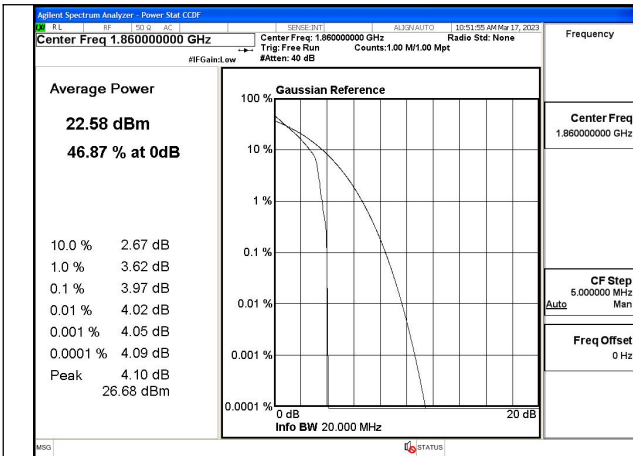 Agilent Spectrum Analyzer - Power Stat CCDF
RL RF 50 Ω AC SENSE:INT ALIGN AUTO 10:51:55 AM Mar 17, 2023
Center Freq 1.860000000 GHz
Center Freq: 1.860000000 GHz Radio Std: None
Trig: Free Run Counts:1.00 M/1.00 Mpt
#IFGain:Low #Atten: 40 dB
Frequency
Average Power
22.58 dBm
46.87 % at 0dB
10.0 % 2.67 dB
1.0 % 3.62 dB
0.1 % 3.97 dB
0.01 % 4.02 dB
0.001 % 4.05 dB
0.0001 % 4.09 dB
Peak 4.10 dB
26.68 dBm
Gaussian Reference
100 %
10 %
1 %
0.1 %
0.01 %
0.001 %
0.0001 %
0 dB 20 dB
Info BW 20.000 MHz
Center Freq
1.860000000 GHz
CF Step
5.000000 MHz
Auto Man
Freq Offset
0 Hz
MSG STATUS